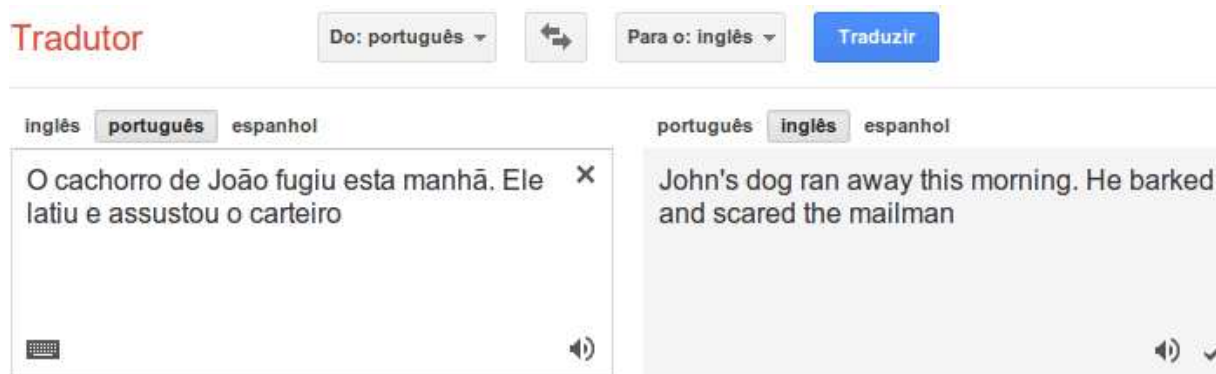 Tradutor Do: português Para o: inglês Traduzir
inglês português espanhol
português inglês espanhol
O cachorro de João fugiu esta manhã. Ele
latiu e assustou o carteiro
John's dog ran away this morning. He barked
and scared the mailman